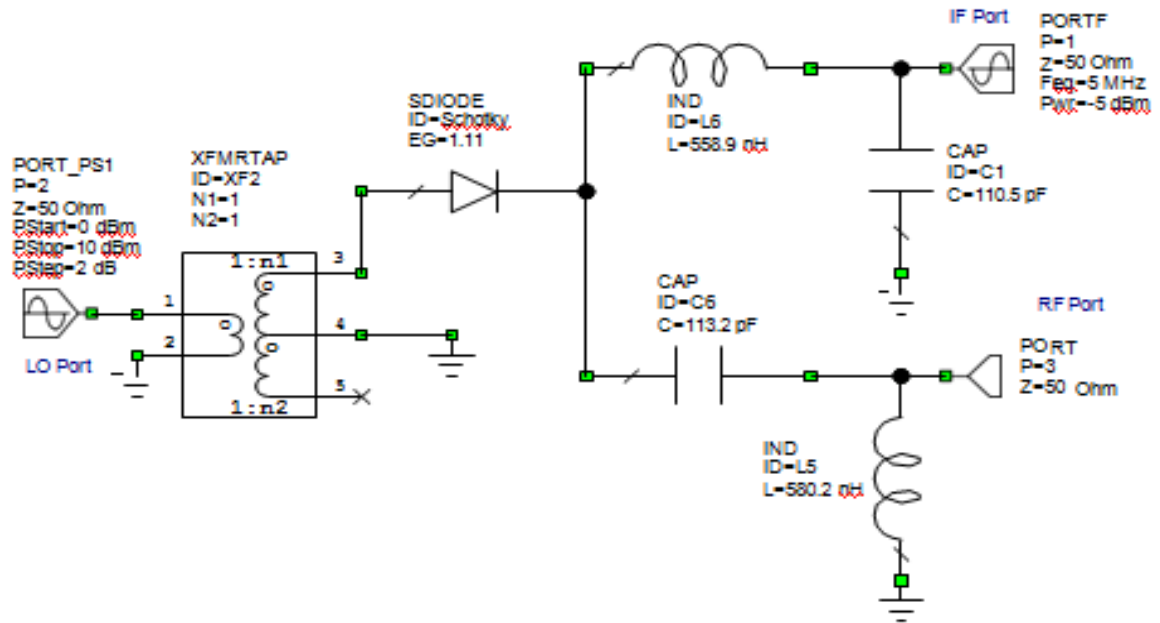 IF Port
PORTF
P=1
Z=50 Ohm
Feq=5 MHz
Pwr=-5 dBm
IND
ID=L6
L=558.9 nH
SDIODE
ID=Schotky
EG=1.11
CAP
ID=C1
C=110.5 pF
PORT_PS1
P=2
Z=50 Ohm
PStart=0 dBm
PStop=10 dBm
PStep=2 dB
XFMRTAP
ID=XF2
N1=1
N2=1
1:n1
3
1
o
o
4
2
o
5
1:n2
LO Port
CAP
ID=C6
C=113.2 pF
RF Port
PORT
P=3
Z=50 Ohm
IND
ID=L5
L=580.2 nH